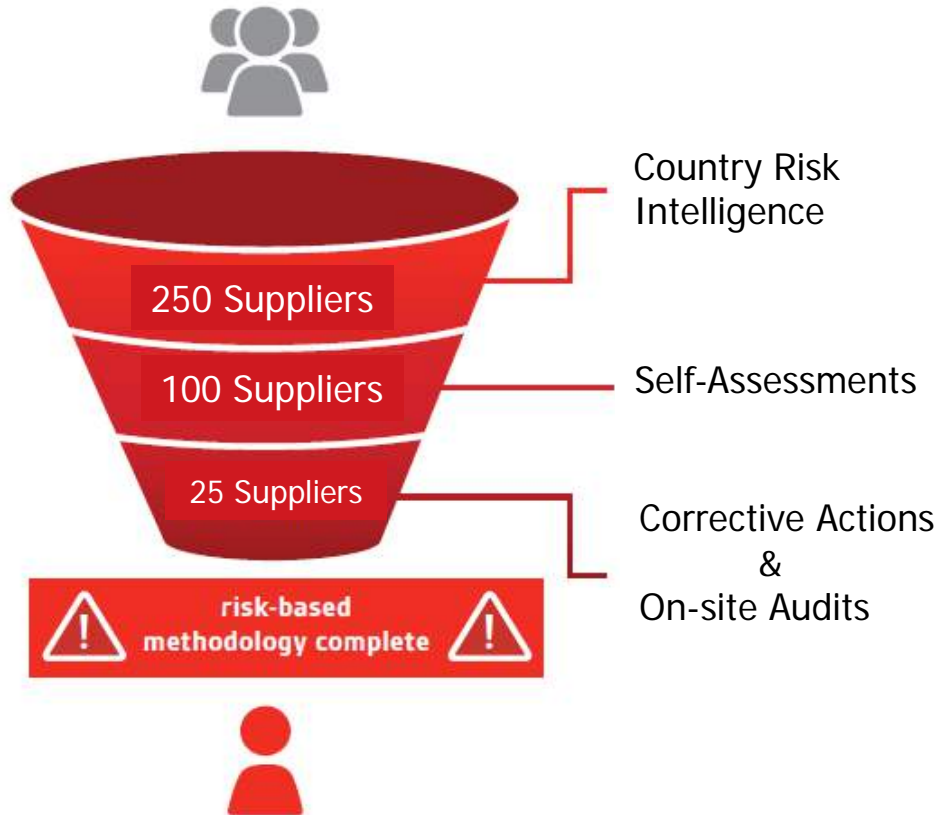 Country Risk
Intelligence
250 Suppliers
100 Suppliers
Self-Assessments
25 Suppliers
Corrective Actions
&
On-site Audits
risk-based
methodology complete